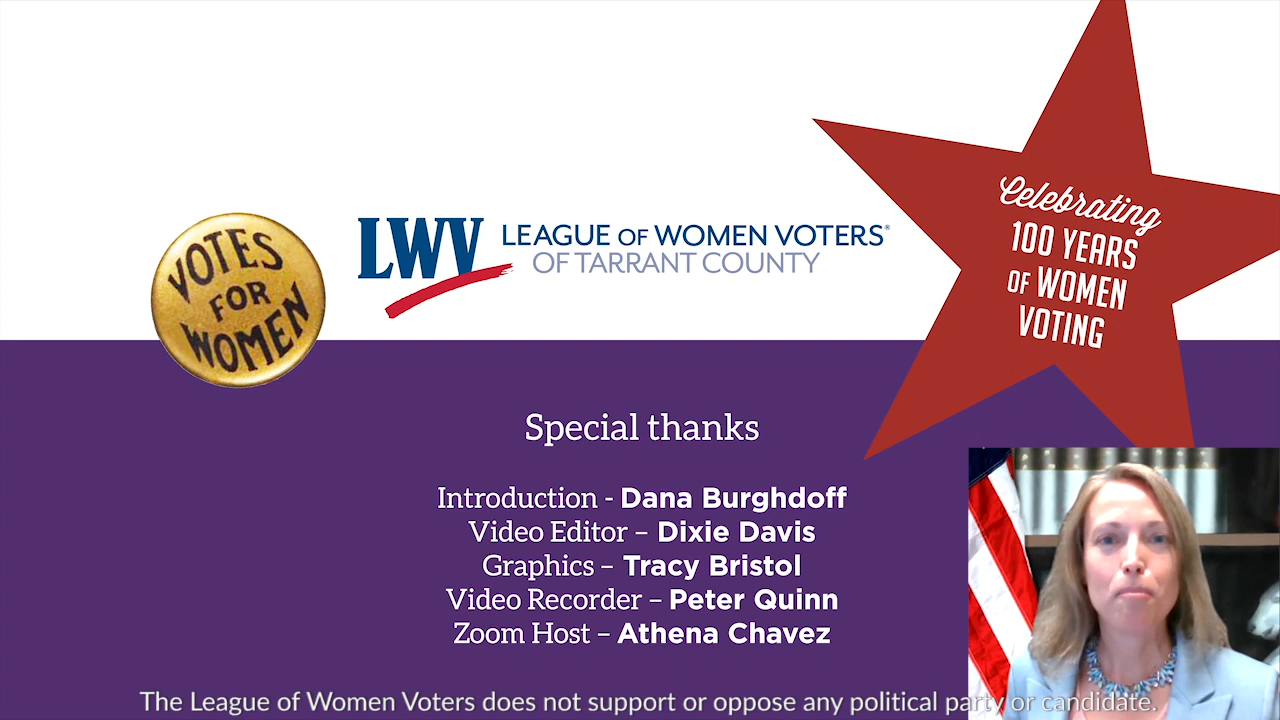 VOTES
FOR
WOMEN
LWV
LEAGUE OF WOMEN VOTERS®
OF TARRANT COUNTY
Celebrating
100 YEARS
OF WOMEN
VOTING
Special thanks
Introduction - Dana Burghdoff
Video Editor – Dixie Davis
Graphics – Tracy Bristol
Video Recorder – Peter Quinn
Zoom Host – Athena Chavez
The League of Women Voters does not support or oppose any political party or candidate.